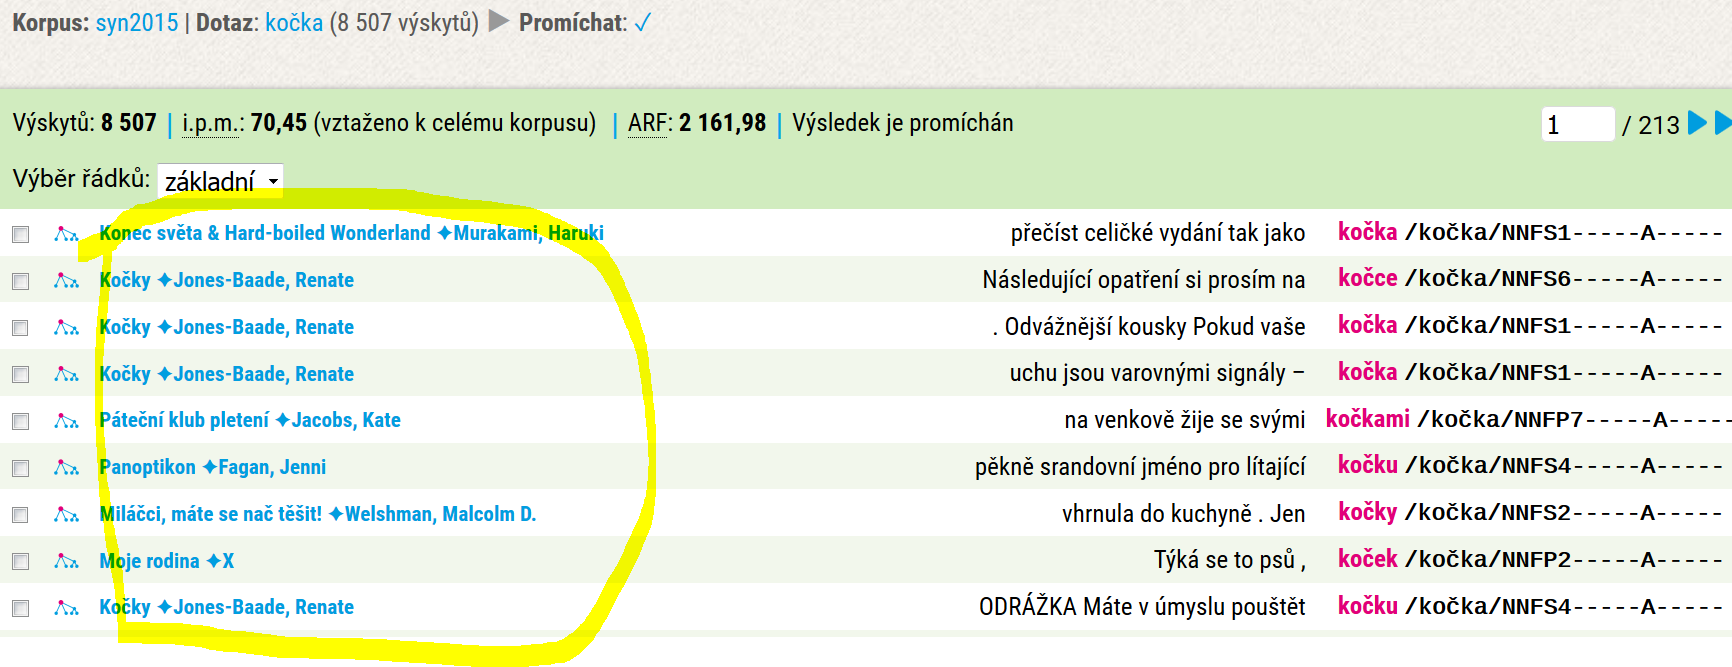 Korpus: syn2015 | Dotaz: kočka (8 507 výskytů) ▶ Promíchat: ✓
Výskytů: 8 507 | i.p.m.: 70,45 (vztaženo k celému korpusu) | ARF: 2 161,98 | Výsledek je promíchán 1 / 213
Výběr řádků: základní
Konec světa & Hard-boiled Wonderland ✦Murakami, Haruki přečíst celičké vydání tak jako kočka /kočka/NNFS1-----A-----
Kočky ✦Jones-Baade, Renate Následující opatření si prosím na kočce /kočka/NNFS6-----A-----
Kočky ✦Jones-Baade, Renate . Odvážnější kousky Pokud vaše kočka /kočka/NNFS1-----A-----
Kočky ✦Jones-Baade, Renate uchu jsou varovnými signály – kočka /kočka/NNFS1-----A-----
Páteční klub pletení ✦Jacobs, Kate na venkově žije se svými kočkami /kočka/NNFP7-----A-----
Panoptikon ✦Fagan, Jenni pěkně srandovní jméno pro lítající kočku /kočka/NNFS4-----A-----
Miláčci, máte se nač těšit! ✦Welshman, Malcolm D. vhrnula do kuchyně . Jen kočky /kočka/NNFS2-----A-----
Moje rodina ✦X Týká se to psů , koček /kočka/NNFP2-----A-----
Kočky ✦Jones-Baade, Renate ODRÁŽKA Máte v úmyslu pouštět kočku /kočka/NNFS4-----A-----